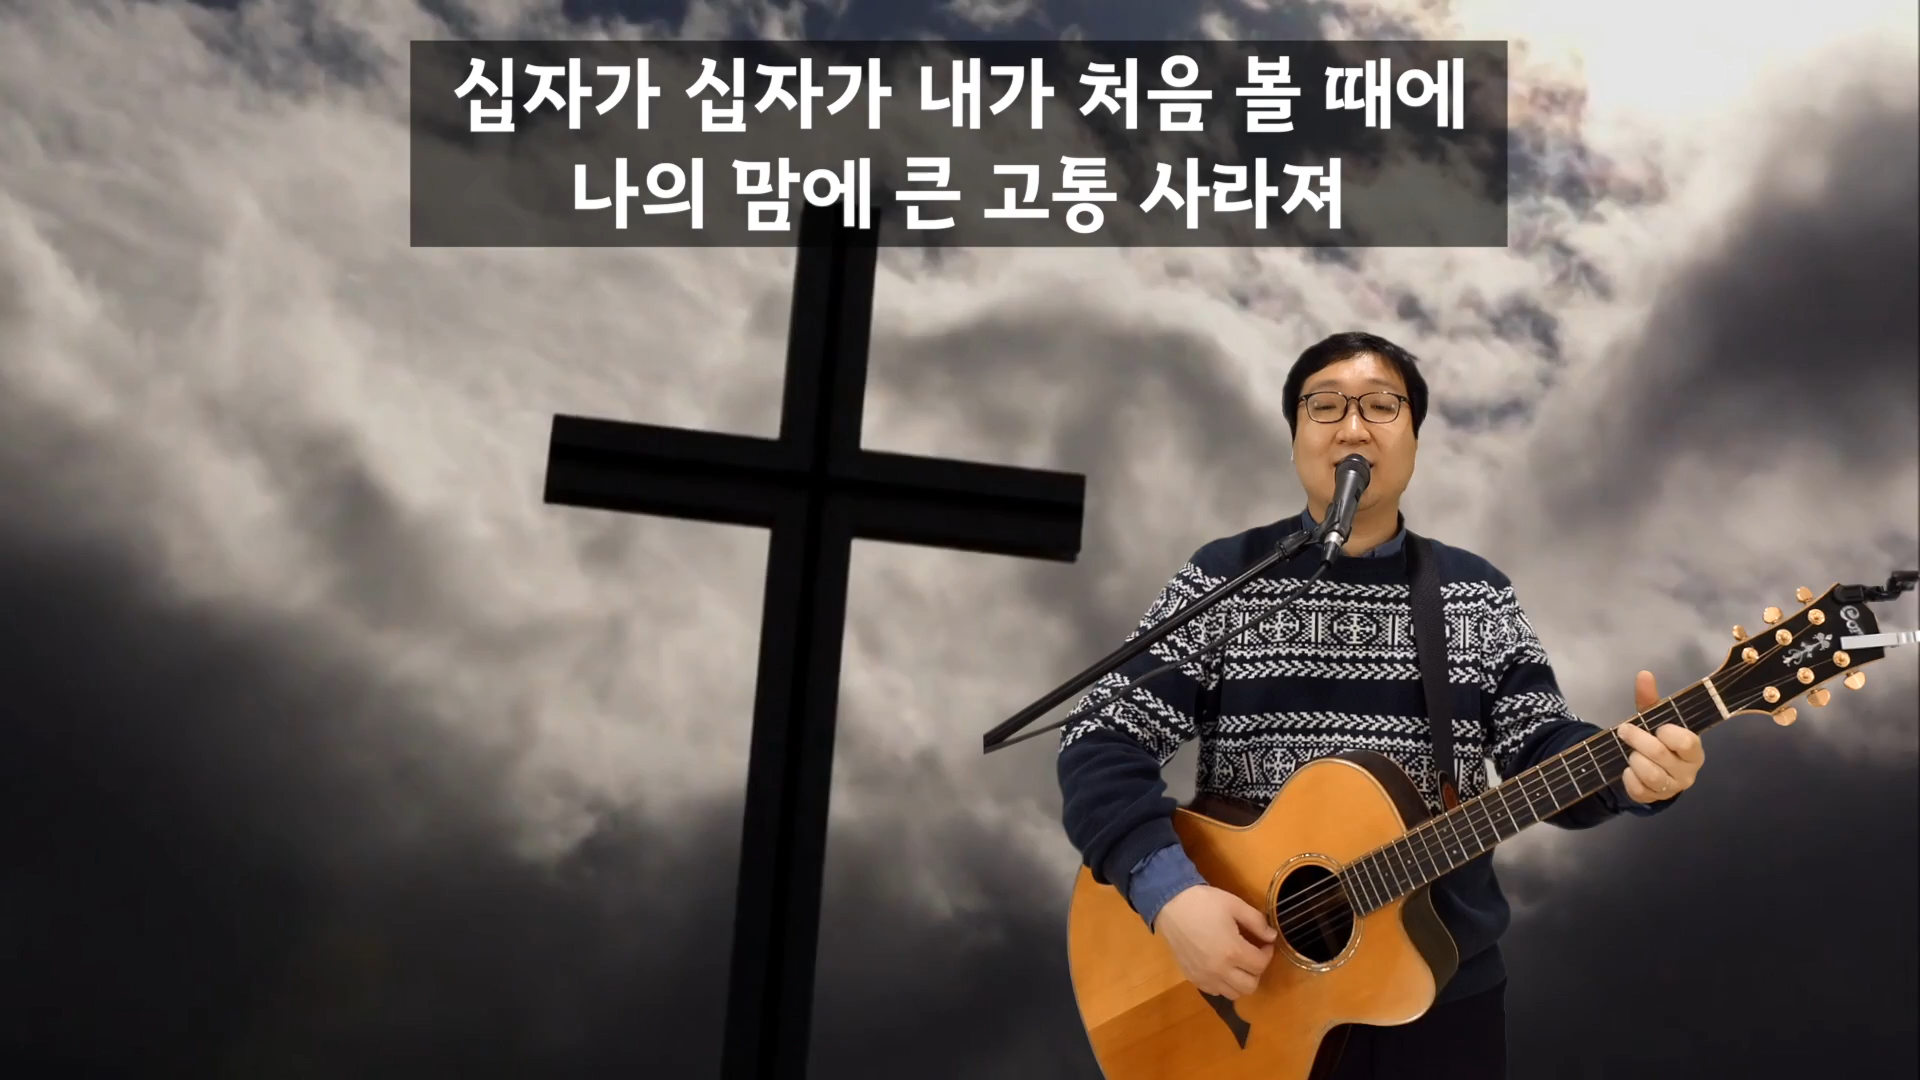 십자가 십자가 내가 처음 볼 때에
나의 맘에 큰 고통 사라져